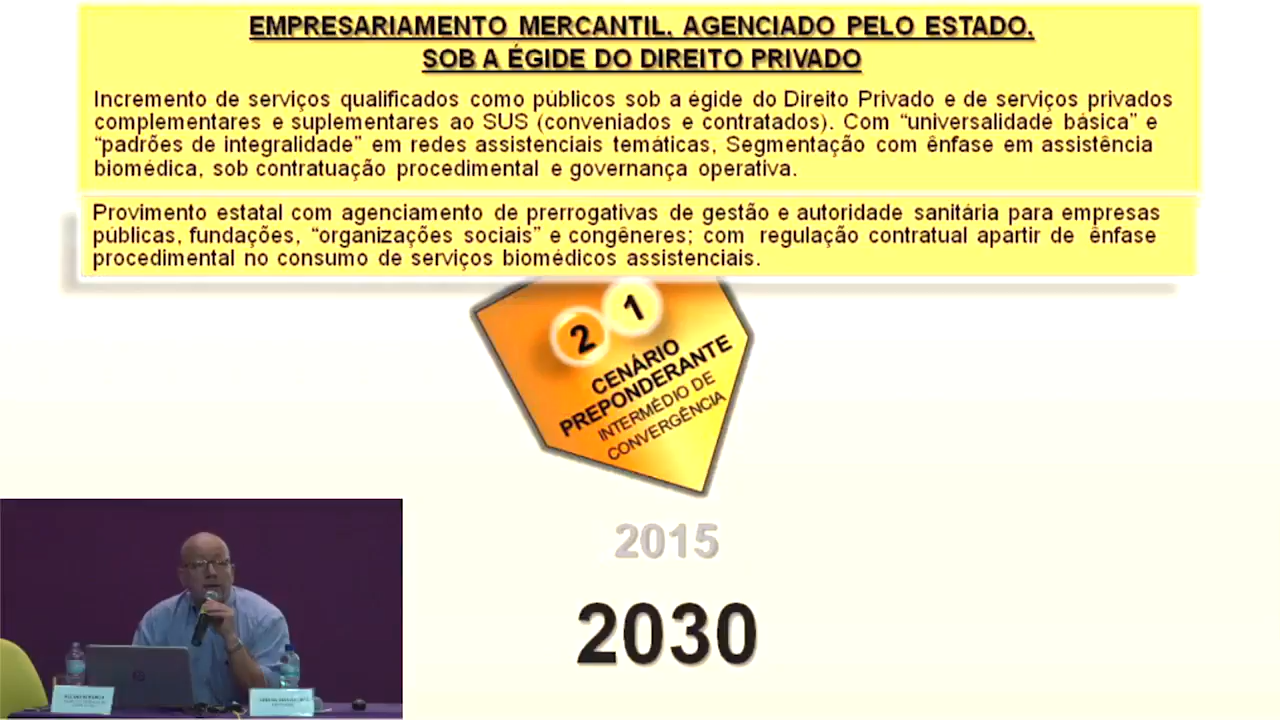 EMPRESARIAMENTO MERCANTIL, AGENCIADO PELO ESTADO,
SOB A ÉGIDE DO DIREITO PRIVADO
Incremento de serviços qualificados como públicos sob a égide do Direito Privado e de serviços privados
complementares e suplementares ao SUS (conveniados e contratados). Com “universalidade básica” e
“padrões de integralidade” em redes assistenciais temáticas, Segmentação com ênfase em assistência
biomédica, sob contratuação procedimental e governança operativa.
Provimento estatal com agenciamento de prerrogativas de gestão e autoridade sanitária para empresas
públicas, fundações, “organizações sociais” e congêneres; com regulação contratual apartir de ênfase
procedimental no consumo de serviços biomédicos assistenciais.
2 1
CENÁRIO
PREPONDERANTE
INTERMÉDIO DE
CONVERGÊNCIA
2015
2030